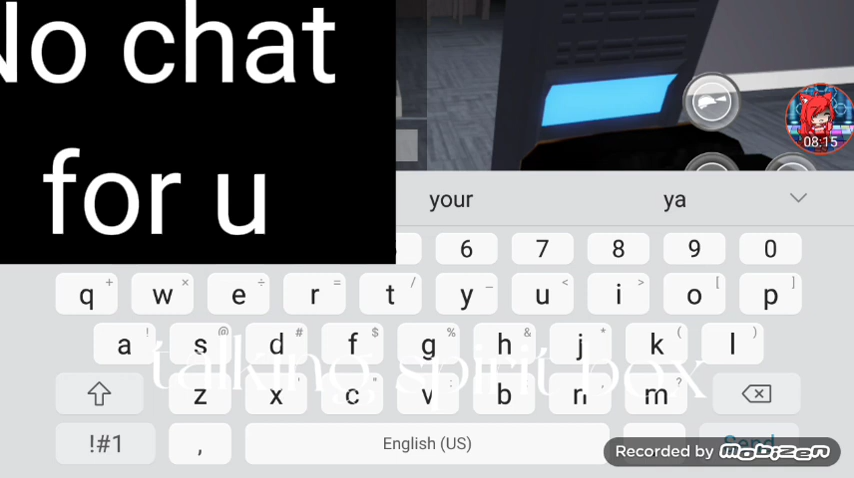 No chat
for u
08:15
your ya
6 7 8 9 0
q + w × e ÷ r = t / y _ u < i > o [ p ]
a ! s @ d # f $ g % h & j * k ( l )
talking spirit box
z x ' c " v : b ; n , m ?
!#1 , English (US) Send
Recorded by MOBIZEN